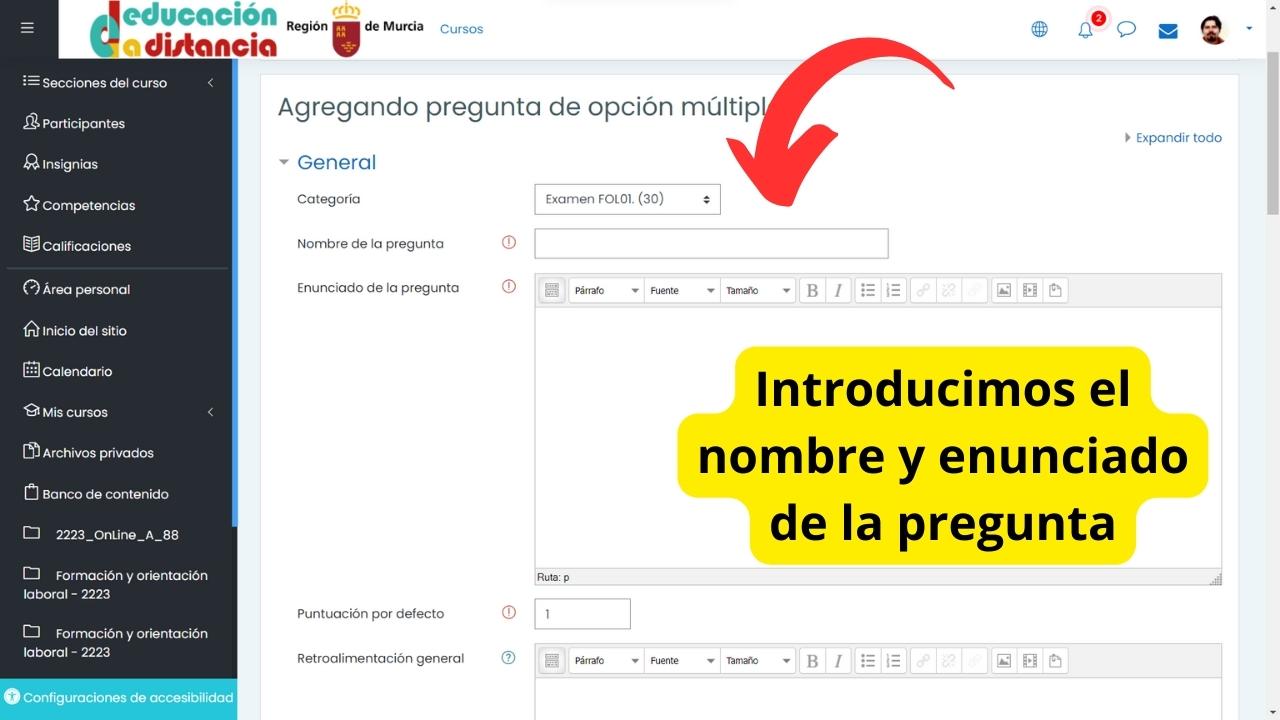 educación
a distancia
Región de Murcia
Cursos
2
Secciones del curso
Participantes
Insignias
Competencias
Calificaciones
Área personal
Inicio del sitio
Calendario
Mis cursos
Archivos privados
Banco de contenido
2223_OnLine_A_88
Formación y orientación
laboral - 2223
Formación y orientación
laboral - 2223
Configuraciones de accesibilidad
Agregando pregunta de opción múltipl
Expandir todo
General
Categoría
Examen FOL01. (30)
Nombre de la pregunta
Enunciado de la pregunta
Párrafo Fuente Tamaño B I
Introducimos el
nombre y enunciado
de la pregunta
Ruta: p
Puntuación por defecto
1
Retroalimentación general
Párrafo Fuente Tamaño B I